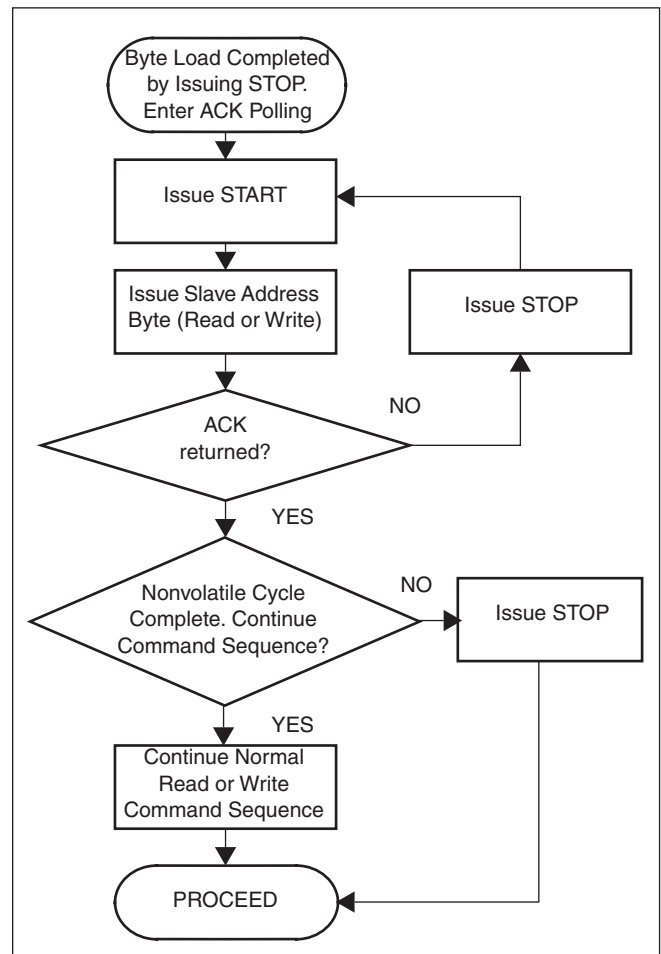 Byte Load Completed
by Issuing STOP.
Enter ACK Polling
Issue START
Issue Slave Address
Byte (Read or Write)
Issue STOP
ACK
returned?
NO
YES
Nonvolatile Cycle
Complete. Continue
Command Sequence?
NO
Issue STOP
YES
Continue Normal
Read or Write
Command Sequence
PROCEED